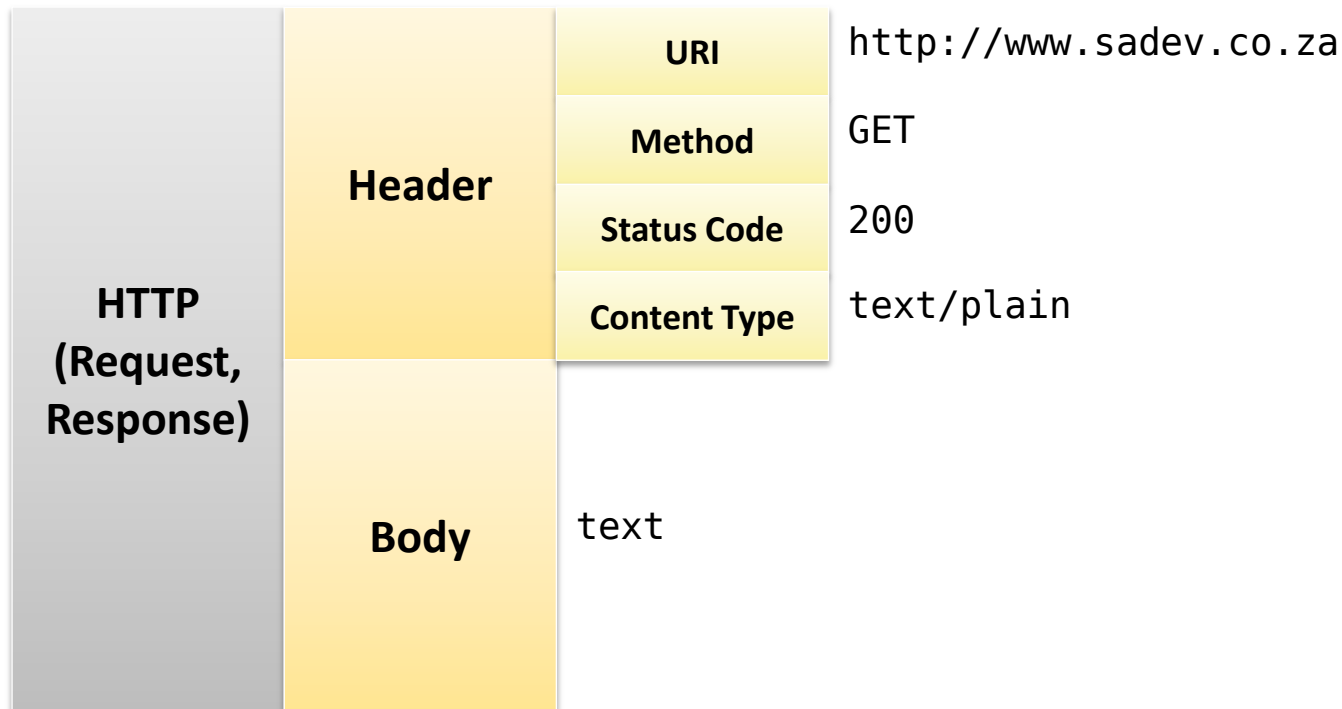 HTTP
(Request,
Response)
Header
URI
http://www.sadev.co.za
Method
GET
Status Code
200
Content Type
text/plain
Body
text